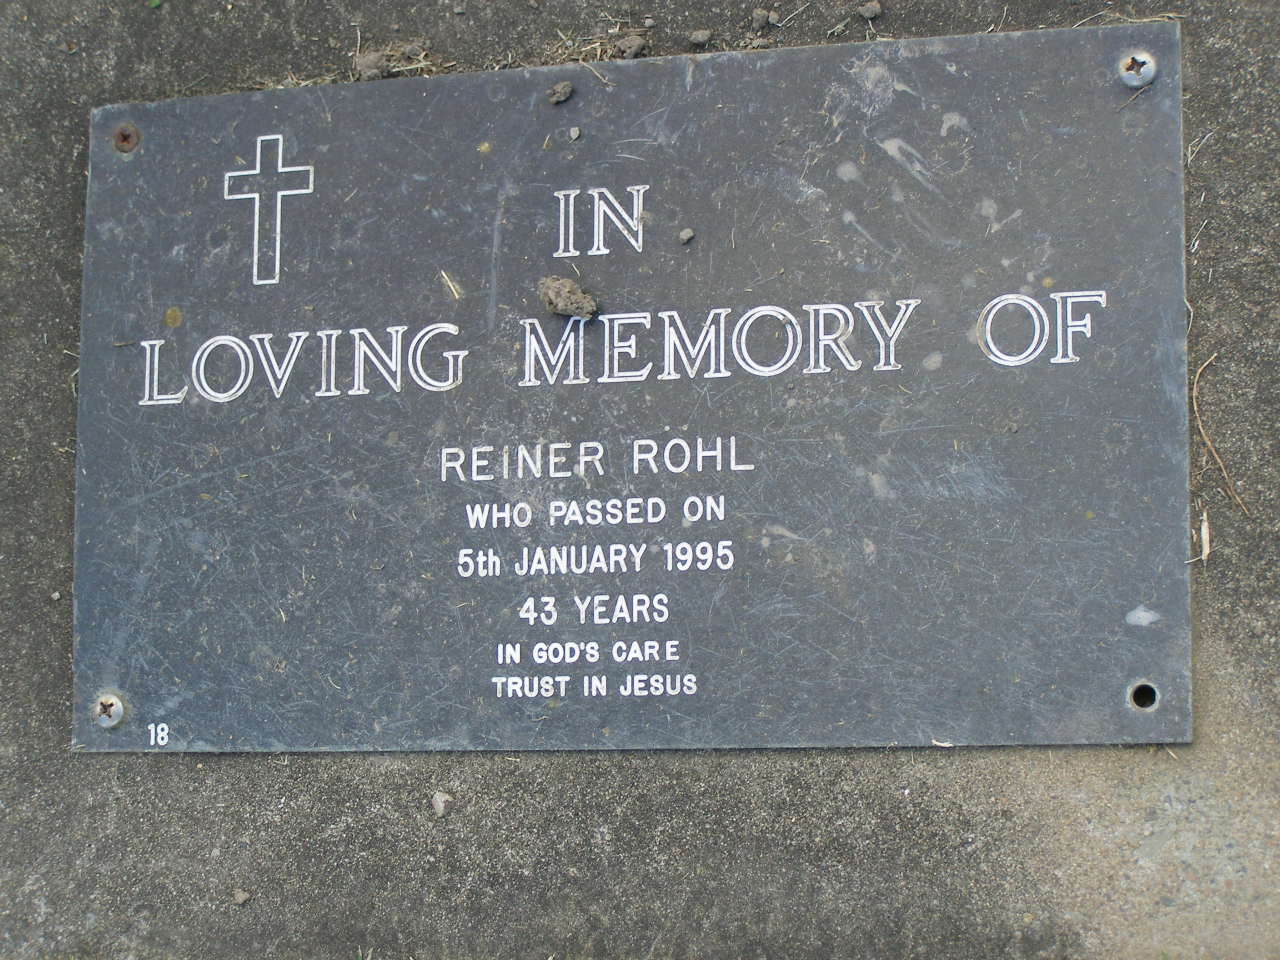 IN
LOVING MEMORY OF
REINER ROHL
WHO PASSED ON
5th JANUARY 1995
43 YEARS
IN GOD'S CARE
TRUST IN JESUS
18